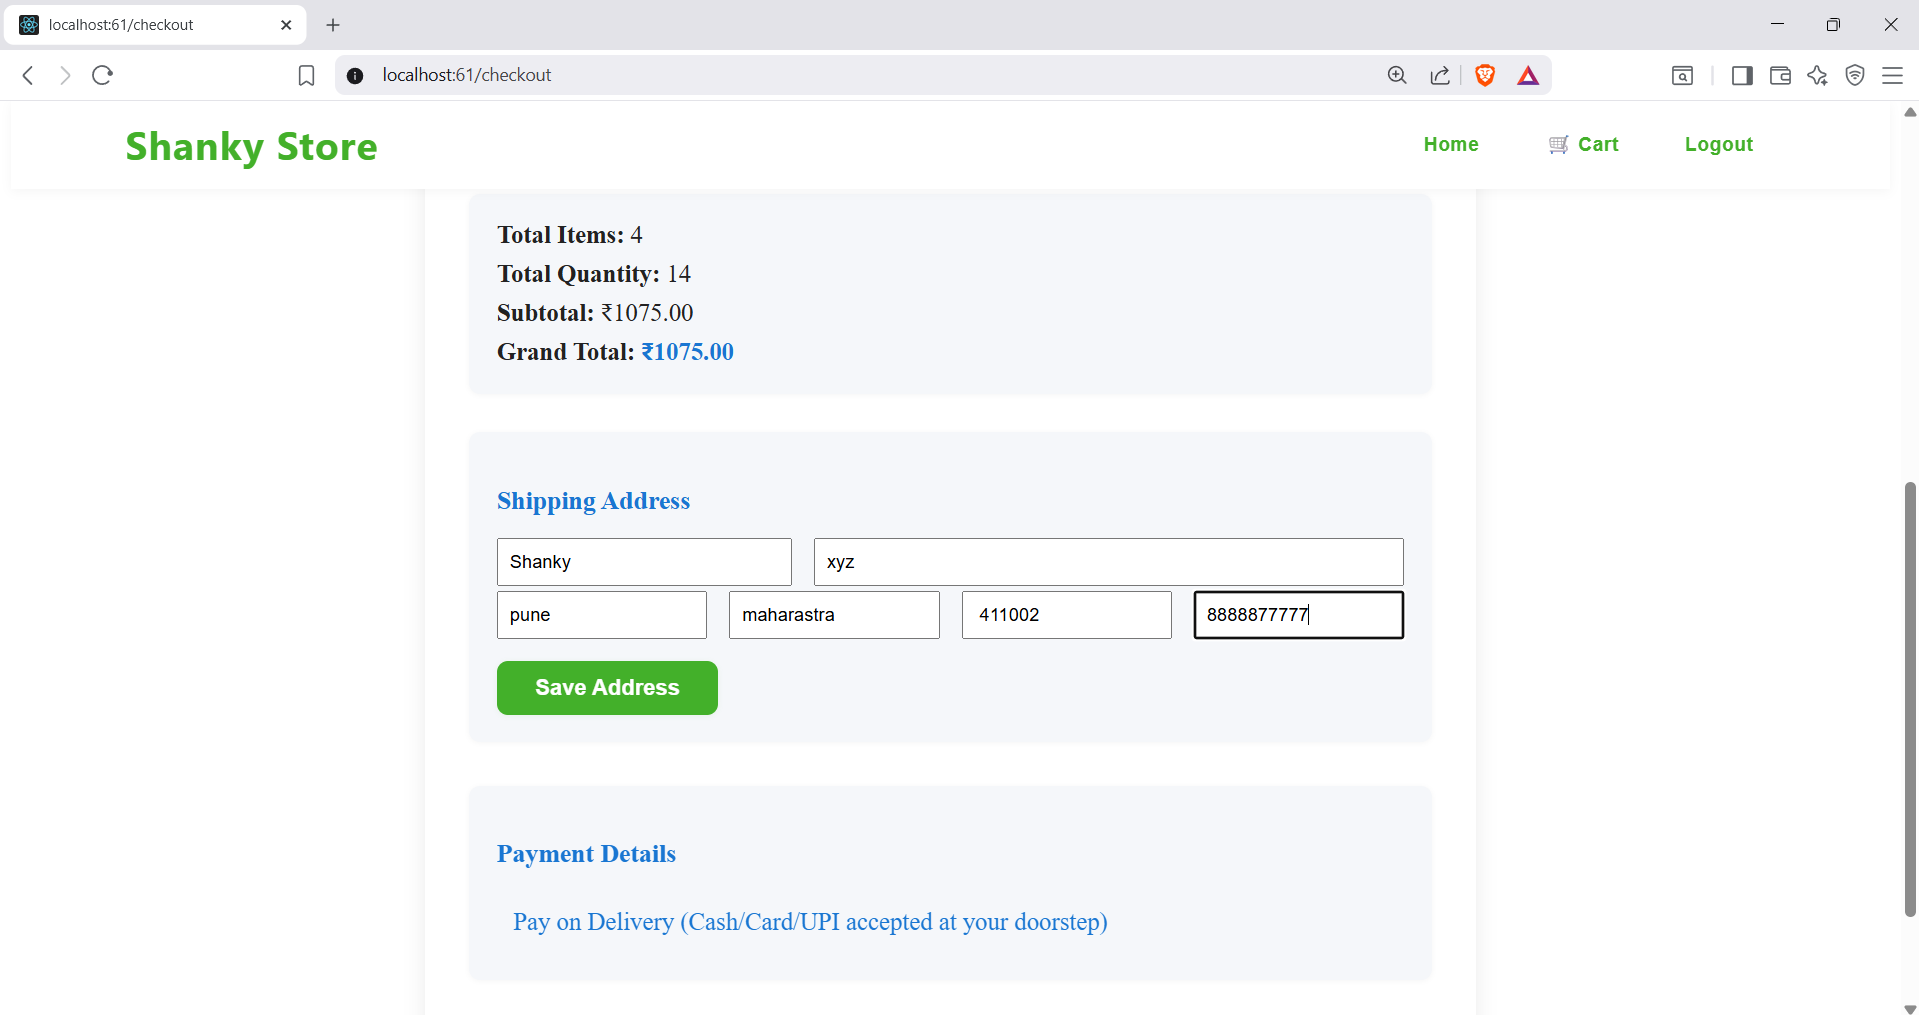 localhost:61/checkout
localhost:61/checkout
Shanky Store
Home
Cart
Logout
Total Items: 4
Total Quantity: 14
Subtotal: ₹1075.00
Grand Total: ₹1075.00
Shipping Address
Shanky
xyz
pune
maharastra
411002
8888877777
Save Address
Payment Details
Pay on Delivery (Cash/Card/UPI accepted at your doorstep)